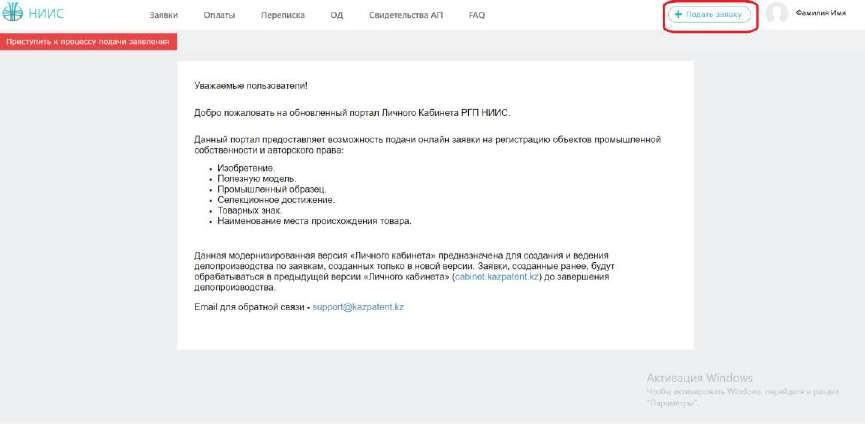 НИИС Заявки Оплаты Переписка ОД Свидетельства АП FAQ + Подать заявку Фамилия Имя
Приступить к процессу подачи заявления
Уважаемые пользователи!
Добро пожаловать на обновленный портал Личного Кабинета РГП НИИС.
Данный портал предоставляет возможность подачи онлайн заявки на регистрацию объектов промышленной
собственности и авторского права:
• Изобретение.
• Полезную модель.
• Промышленный образец.
• Селекционное достижение.
• Товарных знак.
• Наименование места происхождения товара.
Данная модернизированная версия «Личного кабинета» предназначена для создания и ведения
делопроизводства по заявкам, созданных только в новой версии. Заявки, созданные ранее, будут
обрабатываться в предыдущей версии «Личного кабинета» (cabinet.kazpatent.kz) до завершения
делопроизводства.
Email для обратной связи - support@kazpatent.kz
Активация Windows
Чтобы активировать Windows, перейдите в раздел
"Параметры".